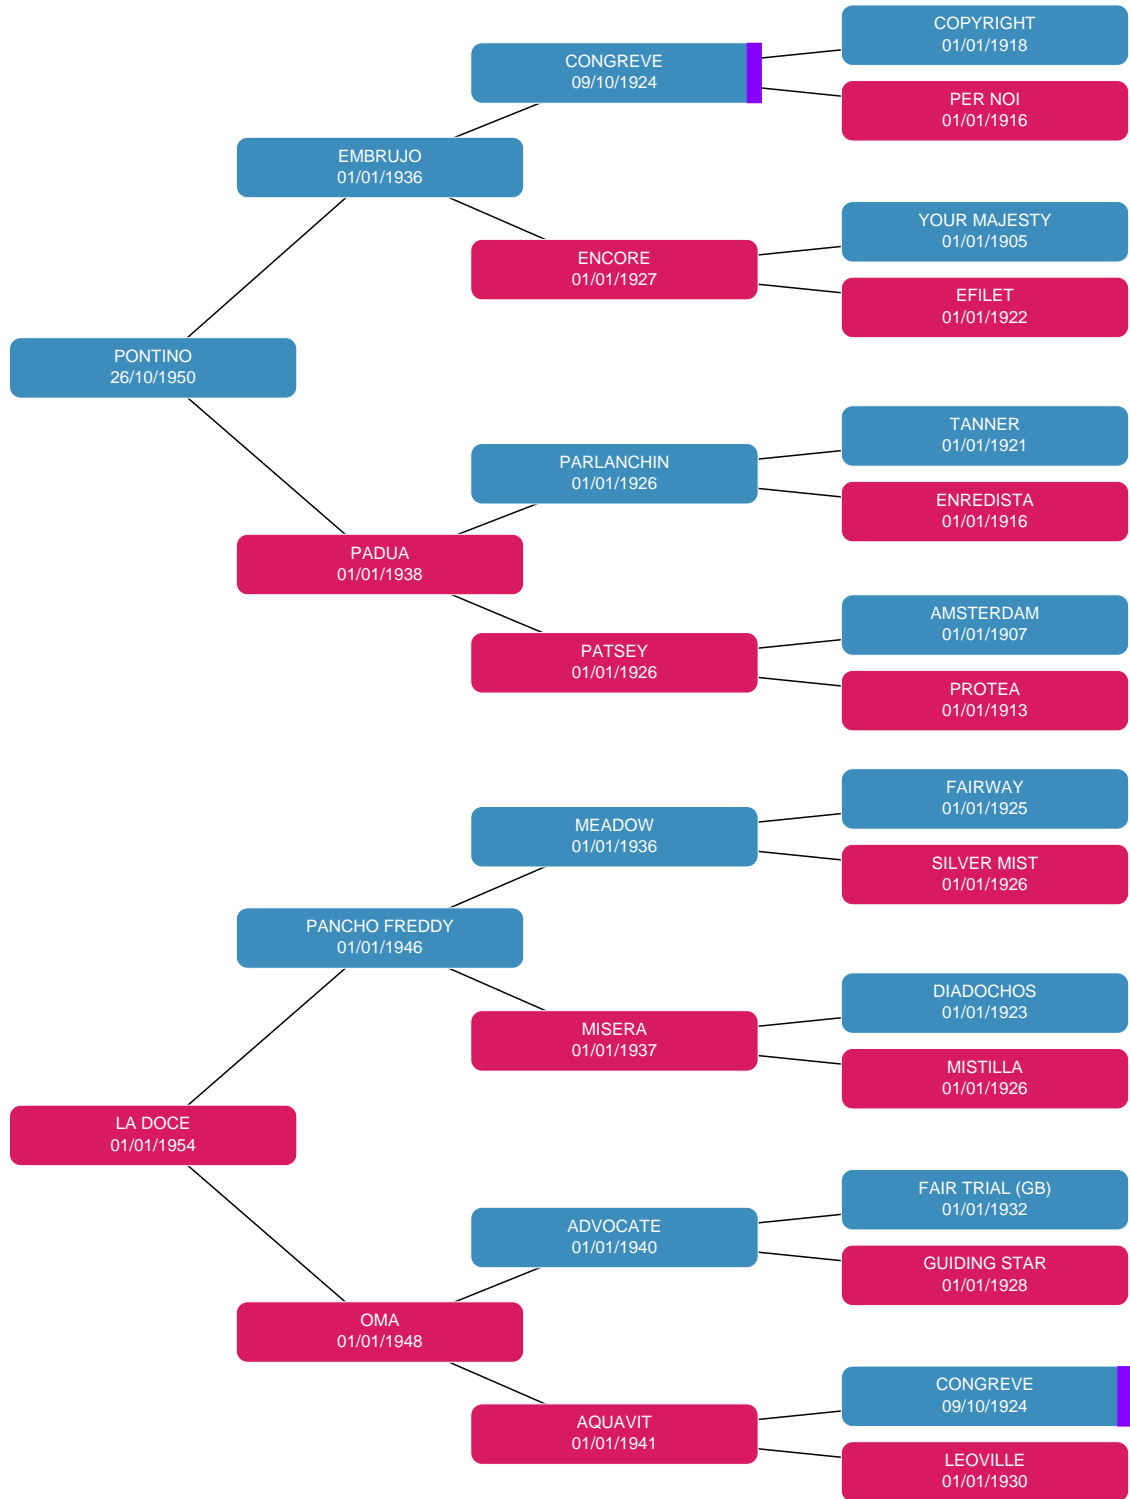 COPYRIGHT
01/01/1918
CONGREVE
09/10/1924
PER NOI
01/01/1916
EMBRUJO
01/01/1936
YOUR MAJESTY
01/01/1905
ENCORE
01/01/1927
EFILET
01/01/1922
PONTINO
26/10/1950
TANNER
01/01/1921
PARLANCHIN
01/01/1926
ENREDISTA
01/01/1916
PADUA
01/01/1938
AMSTERDAM
01/01/1907
PATSEY
01/01/1926
PROTEA
01/01/1913
FAIRWAY
01/01/1925
MEADOW
01/01/1936
SILVER MIST
01/01/1926
PANCHO FREDDY
01/01/1946
DIADOCHOS
01/01/1923
MISERA
01/01/1937
MISTILLA
01/01/1926
LA DOCE
01/01/1954
FAIR TRIAL (GB)
01/01/1932
ADVOCATE
01/01/1940
GUIDING STAR
01/01/1928
OMA
01/01/1948
CONGREVE
09/10/1924
AQUAVIT
01/01/1941
LEOVILLE
01/01/1930